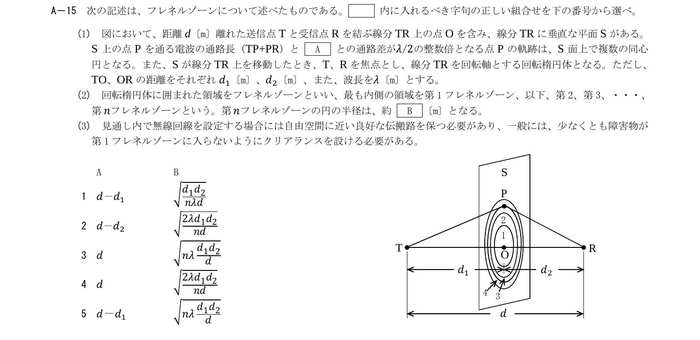 A－15 次の記述は、フレネルゾーンについて述べたものである。 内に入れるべき字句の正しい組合せを下の番号から選べ。
(1) 図において、距離 d〔m〕離れた送信点 T と受信点 R を結ぶ線分 TR 上の点 O を含み、線分 TR に垂直な平面 S がある。
S 上の点 P を通る電波の通路長（TP+PR）と A との通路差がλ/2の整数倍となる点 P の軌跡は、S 面上で複数の同心
円となる。また、S が線分 TR 上を移動したとき、T、R を焦点とし、線分 TR を回転軸とする回転楕円体となる。ただし、
TO、OR の距離をそれぞれ d₁〔m〕、d₂〔m〕、また、波長をλ〔m〕とする。
(2) 回転楕円体に囲まれた領域をフレネルゾーンといい、最も内側の領域を第１フレネルゾーン、以下、第２、第３、・・・、
第 n フレネルゾーンという。第 n フレネルゾーンの円の半径は、約 B〔m〕となる。
(3) 見通し内で無線回線を設定する場合には自由空間に近い良好な伝搬路を保つ必要があり、一般には、少なくとも障害物が
第１フレネルゾーンに入らないようにクリアランスを設ける必要がある。
A B
1 d－d₁ √(d₁d₂/nλd)
2 d－d₂ √(2λd₁d₂/nd)
3 d √(nλ d₁d₂/d)
4 d √(2λd₁d₂/nd)
5 d－d₁ √(nλ d₁d₂/d)
S
P
2
1
T O R
d₁ d₂
4 3
d